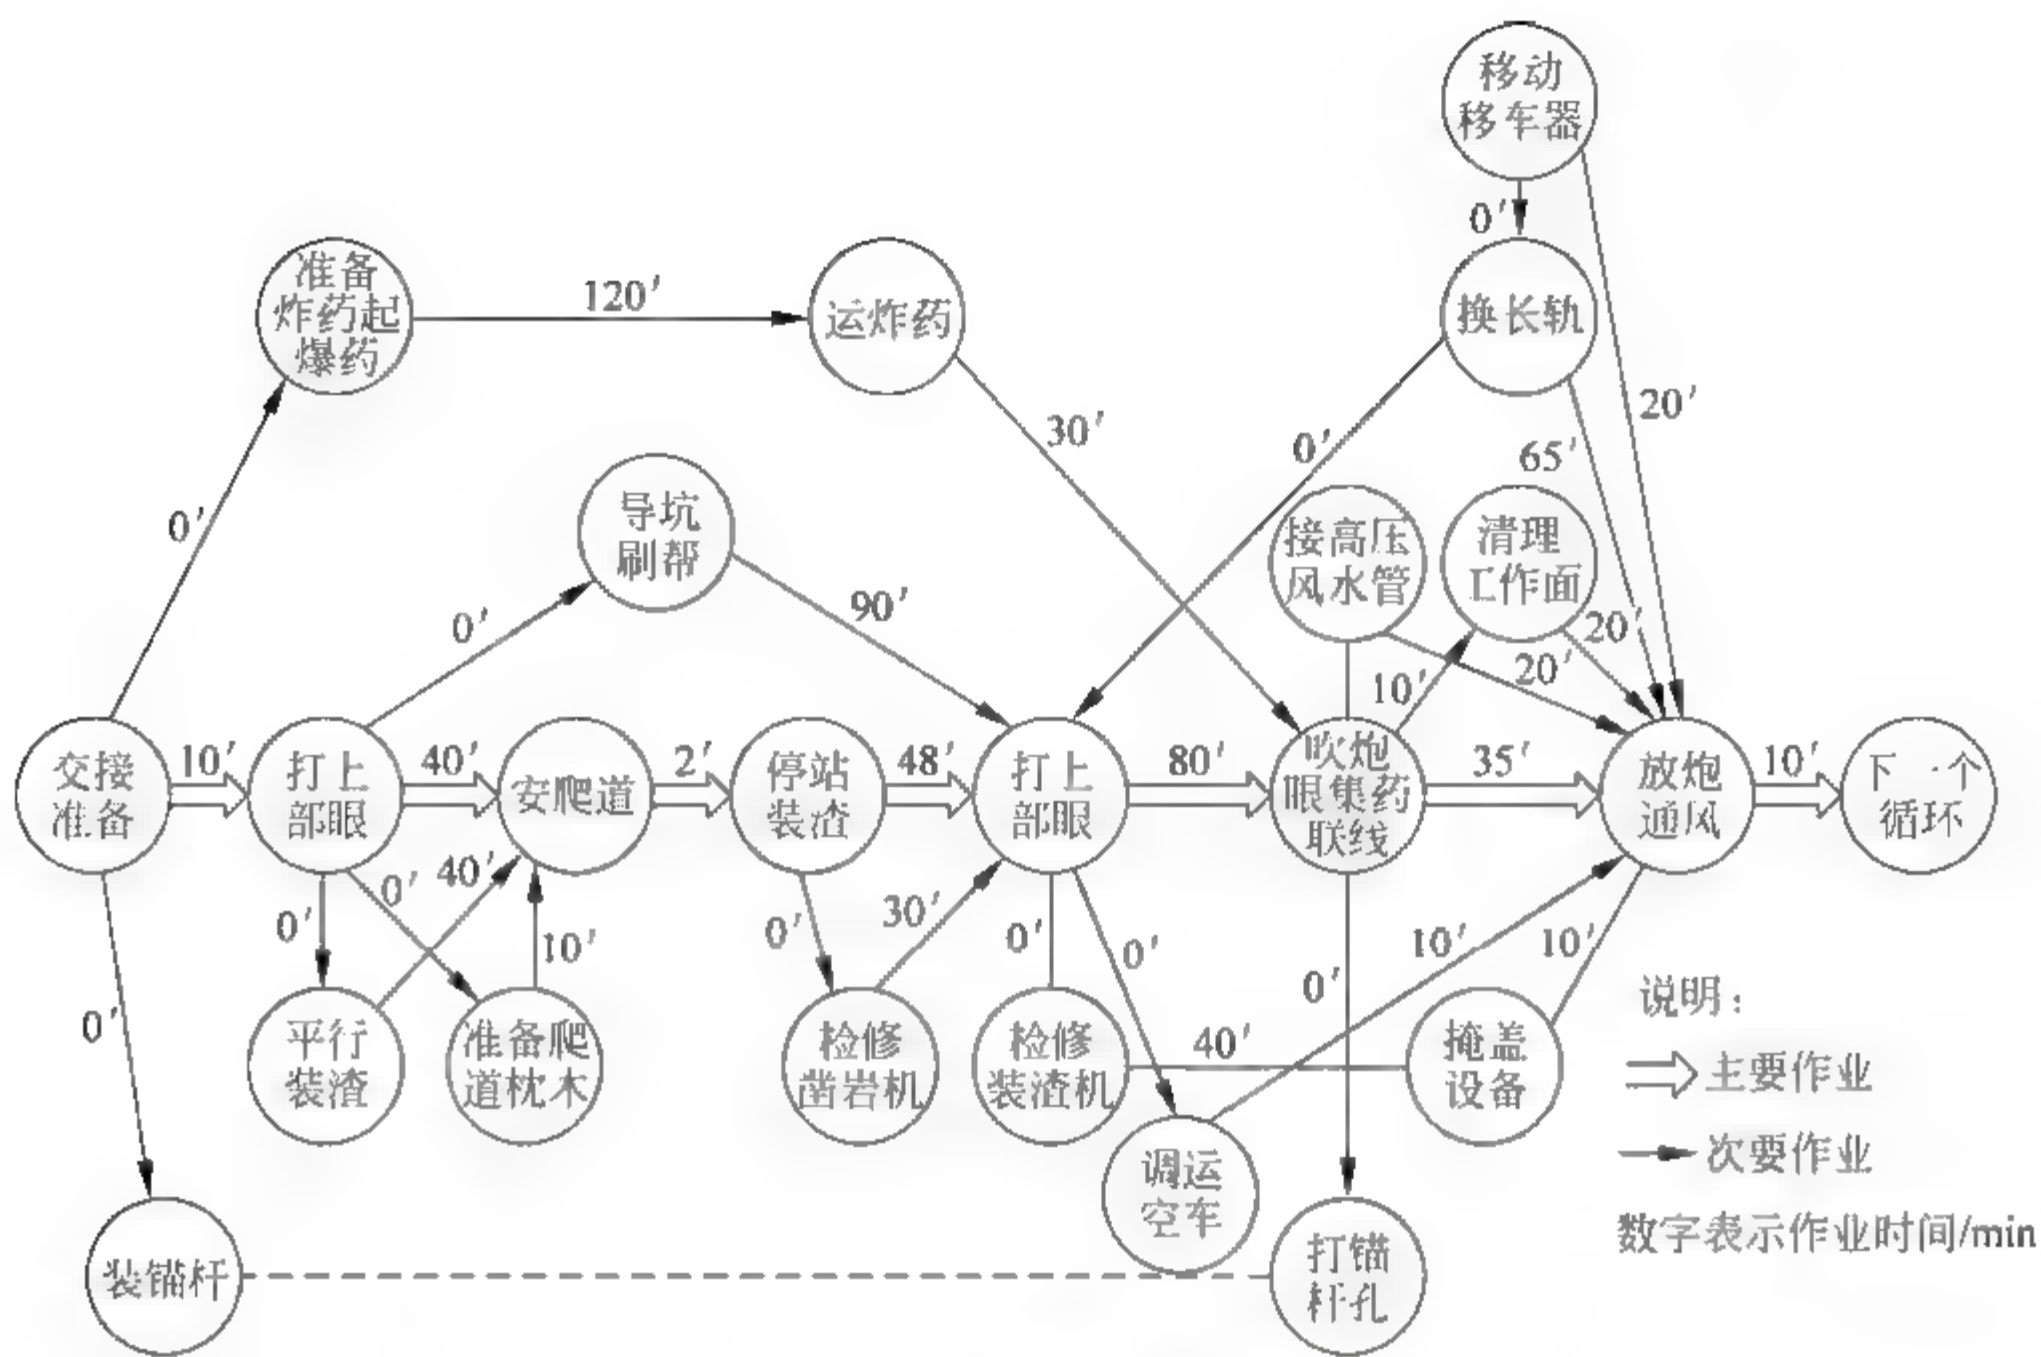 移动
移车器
0′
准备
炸药起
爆药
120′
运炸药
换长轨
30′
0′
65′
20′
0′
导坑
刷帮
0′
90′
接高压
风水管
清理
工作面
20′
20′
10′
交接
准备
10′
打上
部眼
40′
安爬道
2′
停站
装渣
48′
打上
部眼
80′
吹炮
眼集药
联线
35′
放炮
通风
10′
下一个
循环
0′
0′
40′
10′
0′
30′
0′
0′
0′
10′
10′
0′
平行
装渣
准备爬
道枕木
检修
凿岩机
检修
装渣机
40′
掩盖
设备
调运
空车
装锚杆
打锚
杆孔
说明：
主要作业
次要作业
数字表示作业时间/min